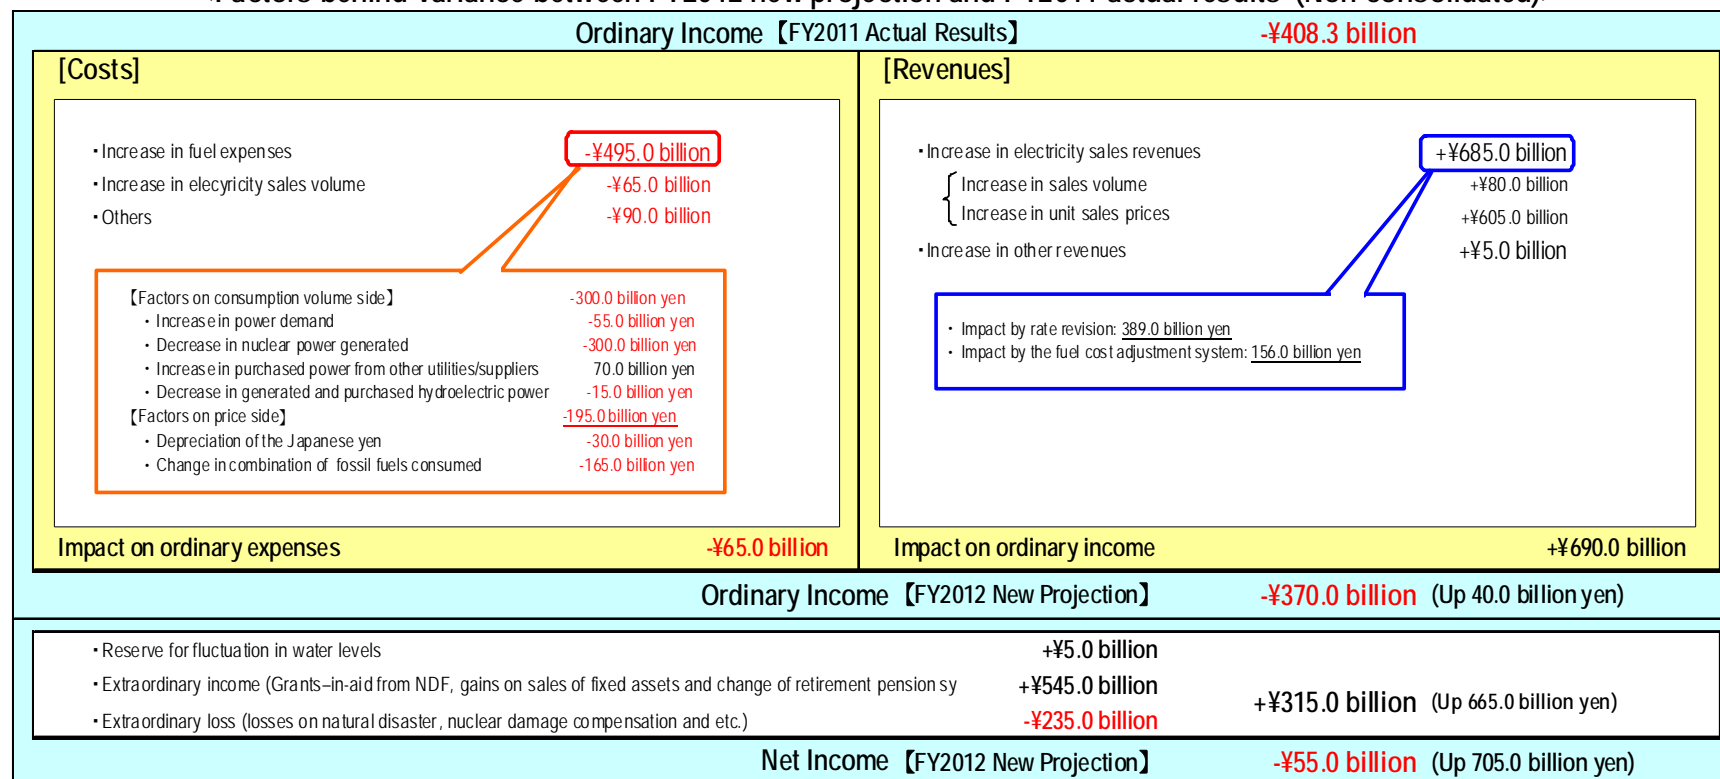 <Factors behind variance between FY2012 new projection and FY2011 actual results (Non-consolidated)>
Ordinary Income 【FY2011 Actual Results】 -¥408.3 billion
[Costs]
・Increase in fuel expenses -¥495.0 billion
・Increase in elecyricity sales volume -¥65.0 billion
・Others -¥90.0 billion
【Factors on consumption volume side】 -300.0 billion yen
・ Increase in power demand -55.0 billion yen
・ Decrease in nuclear power generated -300.0 billion yen
・ Increase in purchased power from other utilities/suppliers 70.0 billion yen
・ Decrease in generated and purchased hydroelectric power -15.0 billion yen
【Factors on price side】 -195.0 billion yen
・ Depreciation of the Japanese yen -30.0 billion yen
・ Change in combination of fossil fuels consumed -165.0 billion yen
Impact on ordinary expenses -¥65.0 billion
[Revenues]
・Increase in electricity sales revenues +¥685.0 billion
Increase in sales volume +¥80.0 billion
Increase in unit sales prices +¥605.0 billion
・Increase in other revenues +¥5.0 billion
・ Impact by rate revision: 389.0 billion yen
・ Impact by the fuel cost adjustment system: 156.0 billion yen
Impact on ordinary income +¥690.0 billion
Ordinary Income 【FY2012 New Projection】 -¥370.0 billion (Up 40.0 billion yen)
・Reserve for fluctuation in water levels +¥5.0 billion
・Extraordinary income (Grants–in-aid from NDF, gains on sales of fixed assets and change of retirement pension sy +¥545.0 billion
+¥315.0 billion (Up 665.0 billion yen)
・Extraordinary loss (losses on natural disaster, nuclear damage compensation and etc.) -¥235.0 billion
Net Income 【FY2012 New Projection】 -¥55.0 billion (Up 705.0 billion yen)